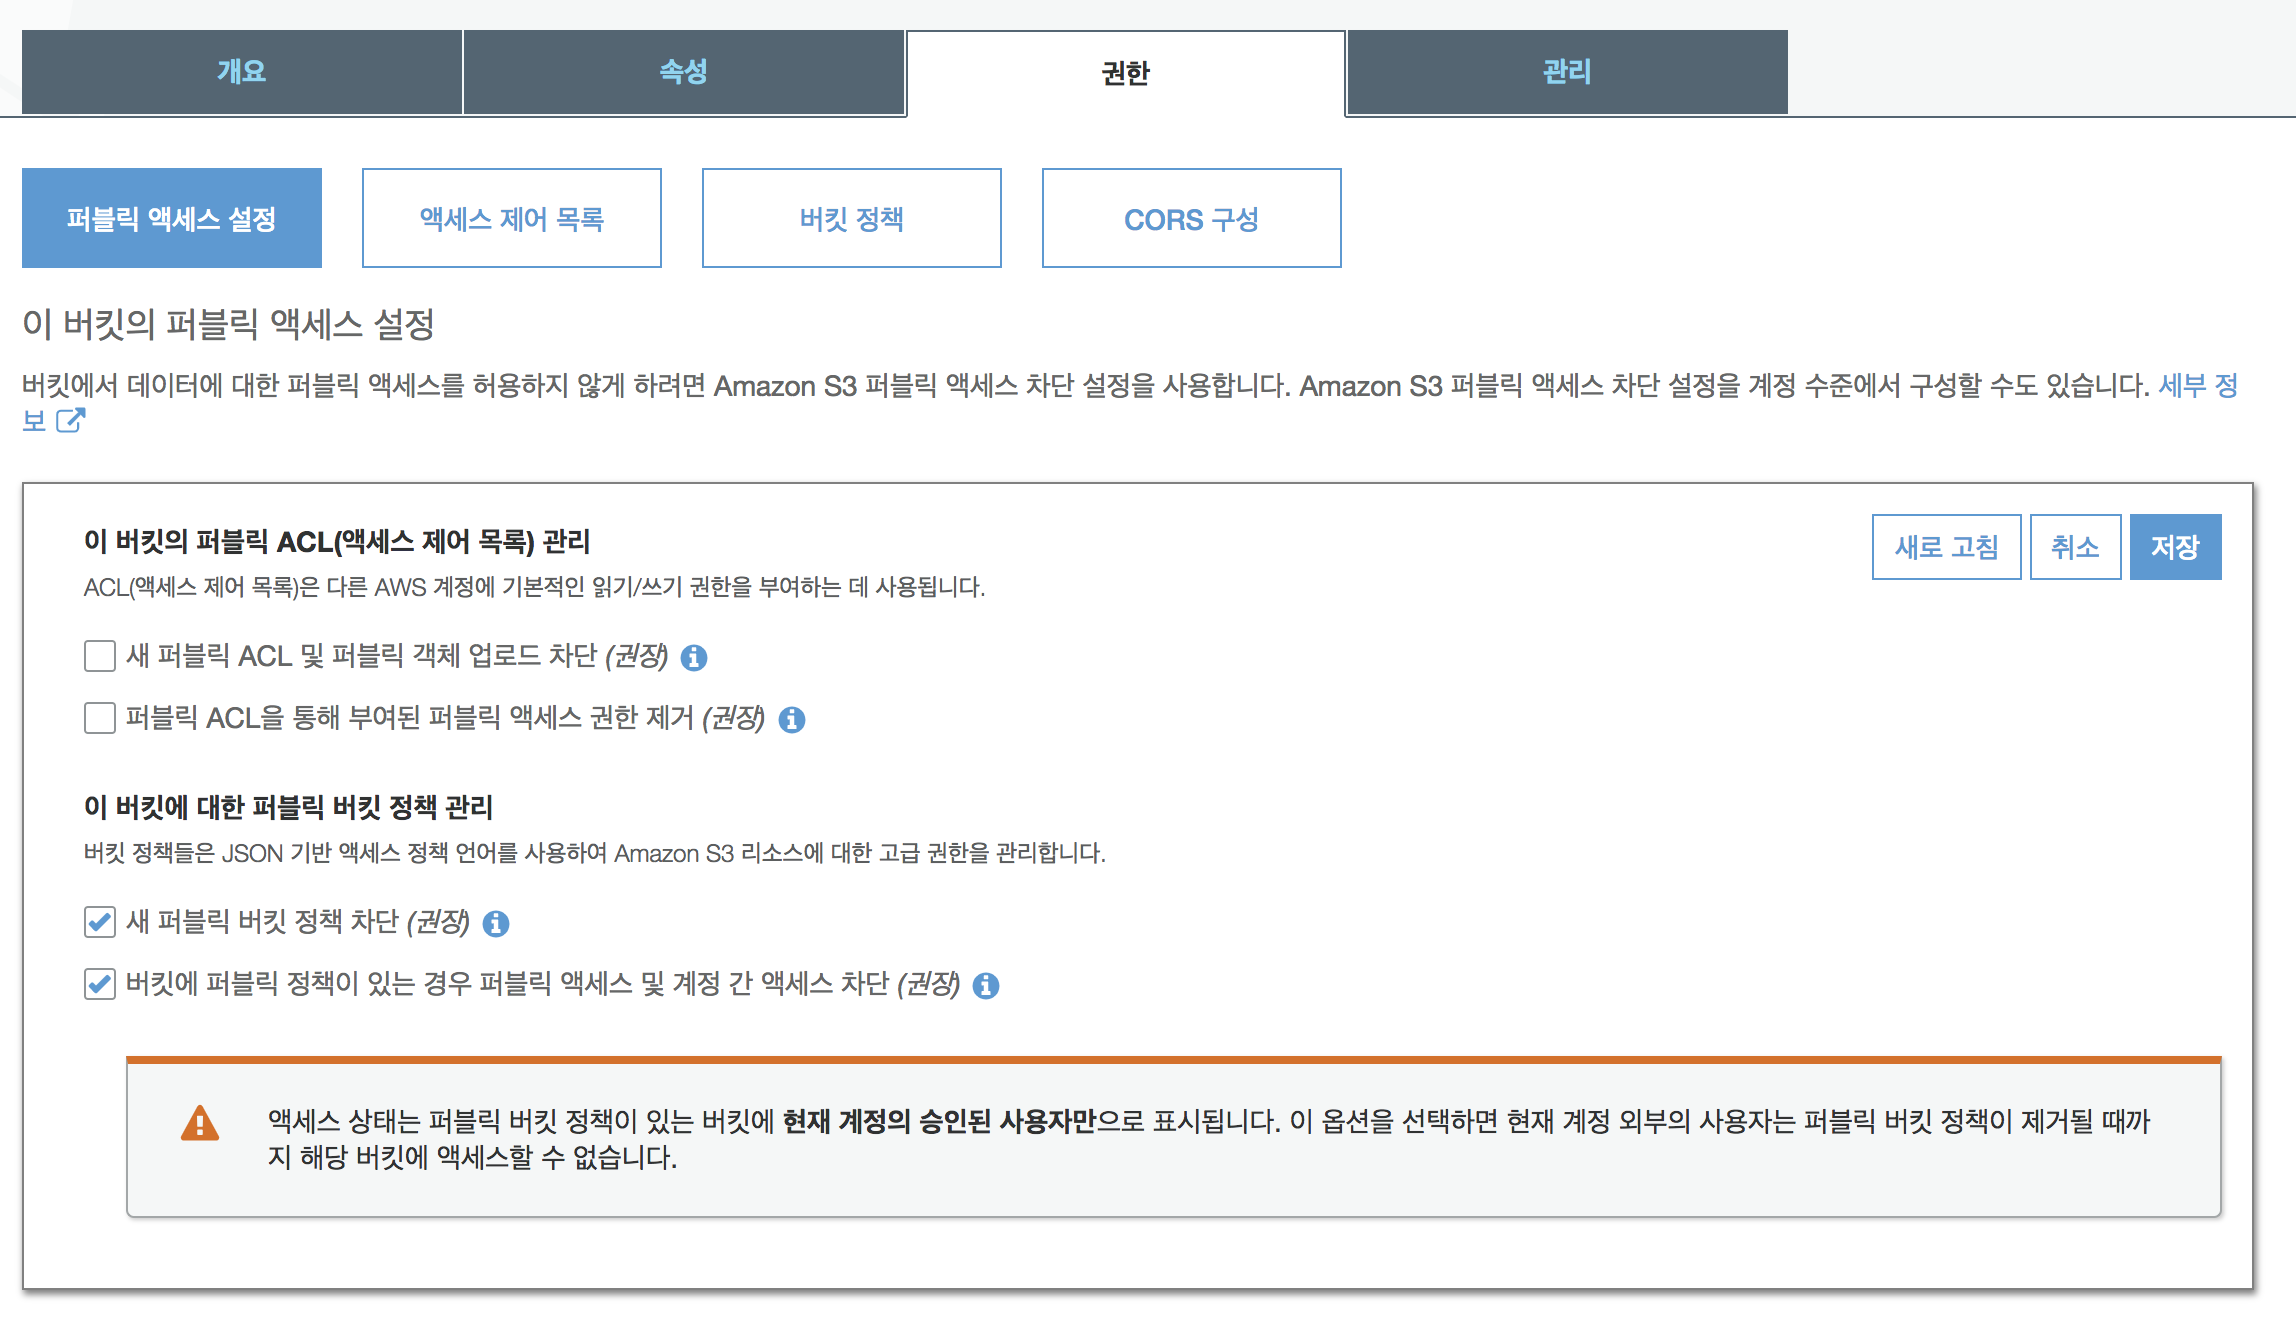 개요
속성
권한
관리
퍼블릭 액세스 설정
액세스 제어 목록
버킷 정책
CORS 구성
이 버킷의 퍼블릭 액세스 설정
버킷에서 데이터에 대한 퍼블릭 액세스를 허용하지 않게 하려면 Amazon S3 퍼블릭 액세스 차단 설정을 사용합니다. Amazon S3 퍼블릭 액세스 차단 설정을 계정 수준에서 구성할 수도 있습니다. 세부 정
보
이 버킷의 퍼블릭 ACL(액세스 제어 목록) 관리
새로 고침
취소
저장
ACL(액세스 제어 목록)은 다른 AWS 계정에 기본적인 읽기/쓰기 권한을 부여하는 데 사용됩니다.
새 퍼블릭 ACL 및 퍼블릭 객체 업로드 차단 (권장)
퍼블릭 ACL을 통해 부여된 퍼블릭 액세스 권한 제거 (권장)
이 버킷에 대한 퍼블릭 버킷 정책 관리
버킷 정책들은 JSON 기반 액세스 정책 언어를 사용하여 Amazon S3 리소스에 대한 고급 권한을 관리합니다.
새 퍼블릭 버킷 정책 차단 (권장)
버킷에 퍼블릭 정책이 있는 경우 퍼블릭 액세스 및 계정 간 액세스 차단 (권장)
액세스 상태는 퍼블릭 버킷 정책이 있는 버킷에 현재 계정의 승인된 사용자만으로 표시됩니다. 이 옵션을 선택하면 현재 계정 외부의 사용자는 퍼블릭 버킷 정책이 제거될 때까
지 해당 버킷에 액세스할 수 없습니다.